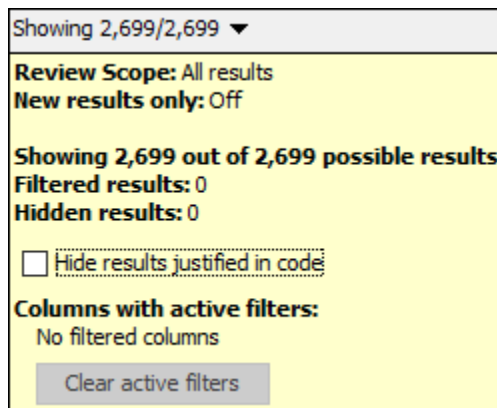 Showing 2,699/2,699
Review Scope: All results
New results only: Off
Showing 2,699 out of 2,699 possible results
Filtered results: 0
Hidden results: 0
Hide results justified in code
Columns with active filters:
No filtered columns
Clear active filters